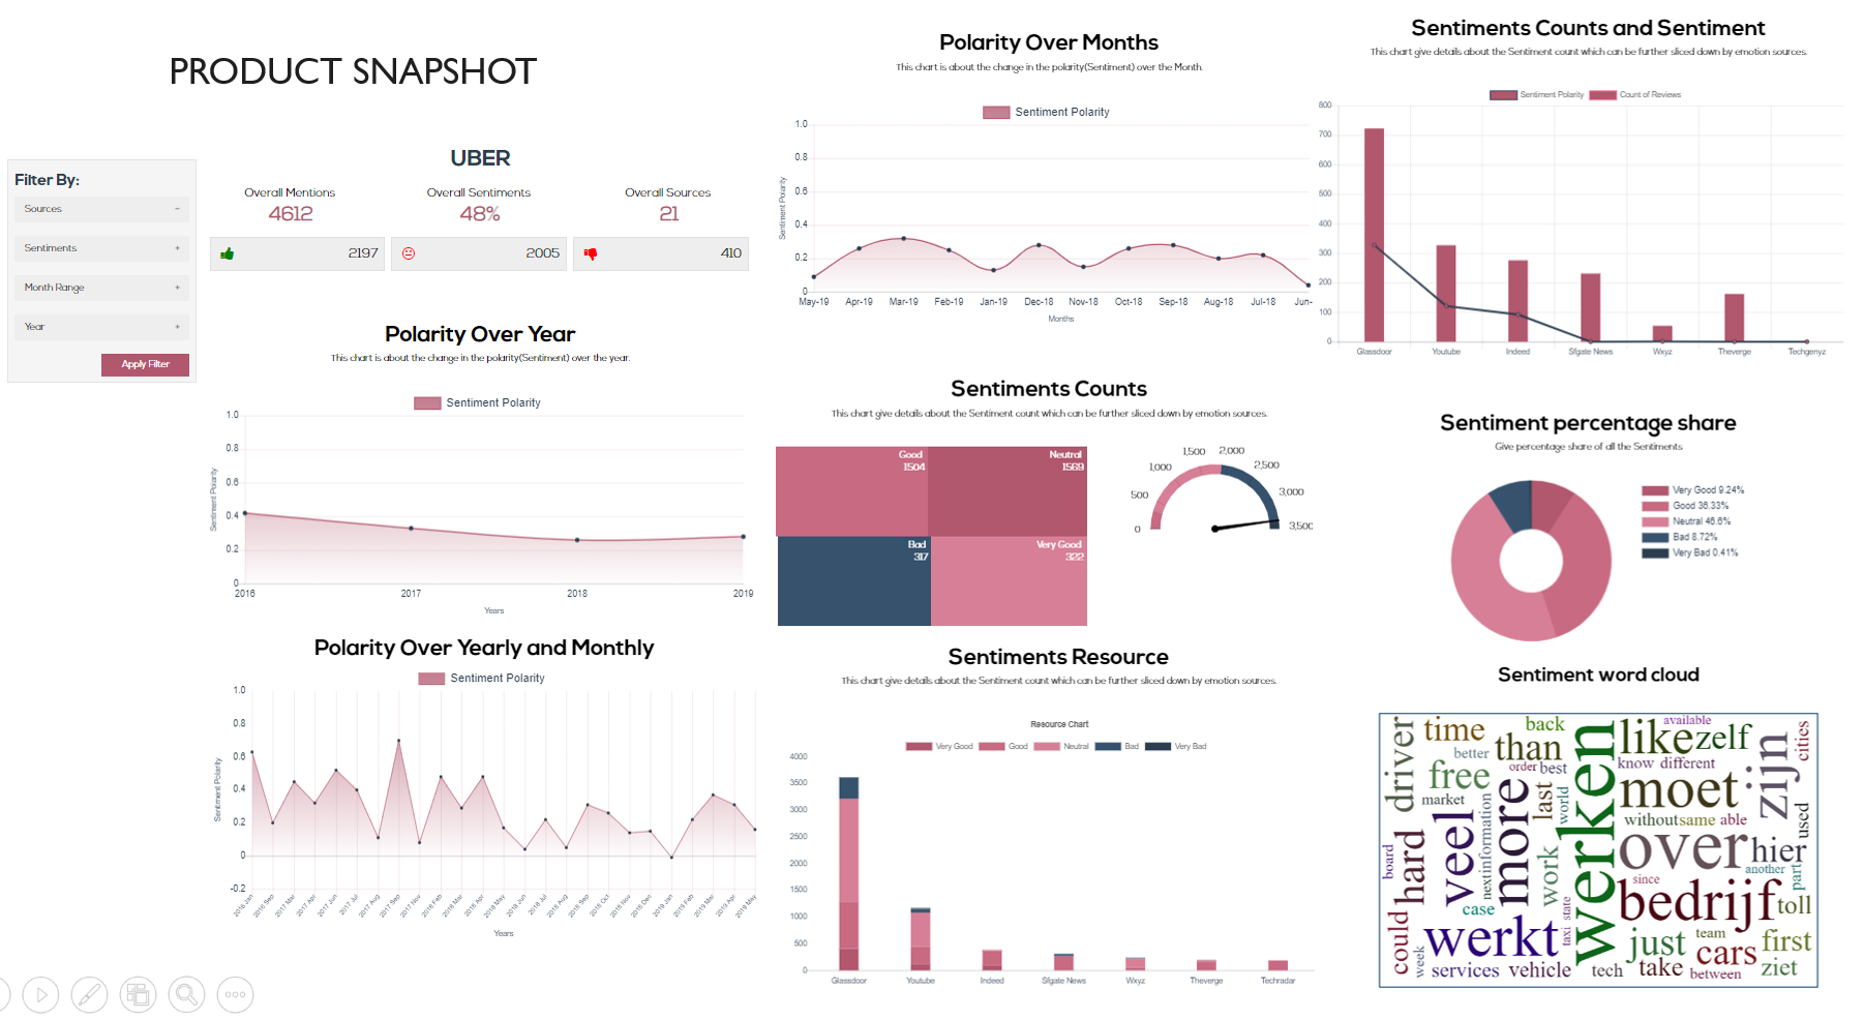 PRODUCT SNAPSHOT
Filter By:
Sources -
Sentiments +
Month Range +
Year +
Apply Filter
UBER
Overall Mentions
4612
Overall Sentiments
48%
Overall Sources
21
2197
2005
410
Polarity Over Year
This chart is about the change in the polarity(Sentiment) over the year.
Sentiment Polarity
1.0
0.8
0.6
0.4
0.2
0
Sentiment Polarity
2016 2017 2018 2019
Years
Polarity Over Yearly and Monthly
Sentiment Polarity
1.0
0.8
0.6
0.4
0.2
0
-0.2
Sentiment Polarity
2016 Jan 2016 Sep 2017 Mar 2017 Apr 2017 Jun 2017 Jul 2017 Aug 2017 Sep 2017 Nov 2018 Feb 2018 Mar 2018 Apr 2018 May 2018 Jun 2018 Jul 2018 Aug 2018 Sep 2018 Oct 2018 Nov 2018 Dec 2019 Jan 2019 Feb 2019 Mar 2019 Apr 2019 May
Years
Polarity Over Months
This chart is about the change in the polarity(Sentiment) over the Month.
Sentiment Polarity
1.0
0.8
0.6
0.4
0.2
0
Sentiment Polarity
May-19 Apr-19 Mar-19 Feb-19 Jan-19 Dec-18 Nov-18 Oct-18 Sep-18 Aug-18 Jul-18 Jun-
Months
Sentiments Counts
This chart give details about the Sentiment count which can be further sliced down by emotion sources.
Good
1504
Neutral
1569
Bad
317
Very Good
322
0
500
1,000
1,500
2,000
2,500
3,000
3,500
Sentiments Resource
This chart give details about the Sentiment count which can be further sliced down by emotion sources.
Resource Chart
Very Good Good Neutral Bad Very Bad
4000
3500
3000
2500
2000
1500
1000
500
0
Glassdoor Youtube Indeed Sfgate News Wxyz Theverge Techradar
Sentiments Counts and Sentiment
This chart give details about the Sentiment count which can be further sliced down by emotion sources.
Sentiment Polarity Count of Reviews
800
700
600
500
400
300
200
100
0
Glassdoor Youtube Indeed Sfgate News Wxyz Theverge Techgenyz
Sentiment percentage share
Give percentage share of all the Sentiments
Very Good 9.24%
Good 36.33%
Neutral 46.6%
Bad 8.72%
Very Bad 0.41%
Sentiment word cloud
driver
time
back
available
like
zelf
zijn
cities
better
than
know different
free
order best
market
more
last
world
moet
werken
without same able
used
board
hard
veel
information
next
work
over
hier
since
another
part
case
state
bedrijf
toll
could
week
werkt
taxi
just
team
cars
first
services vehicle
tech
take
between
ziet